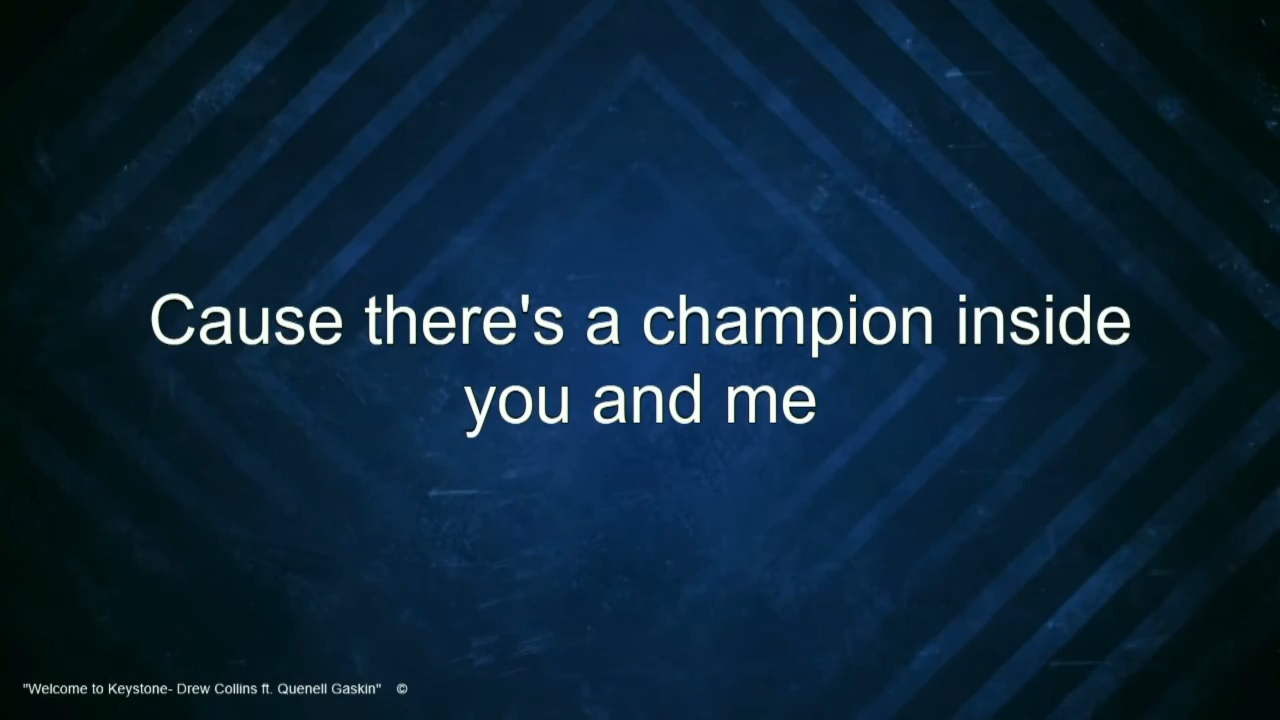 Cause there's a champion inside
you and me
"Welcome to Keystone- Drew Collins ft. Quenell Gaskin" ©